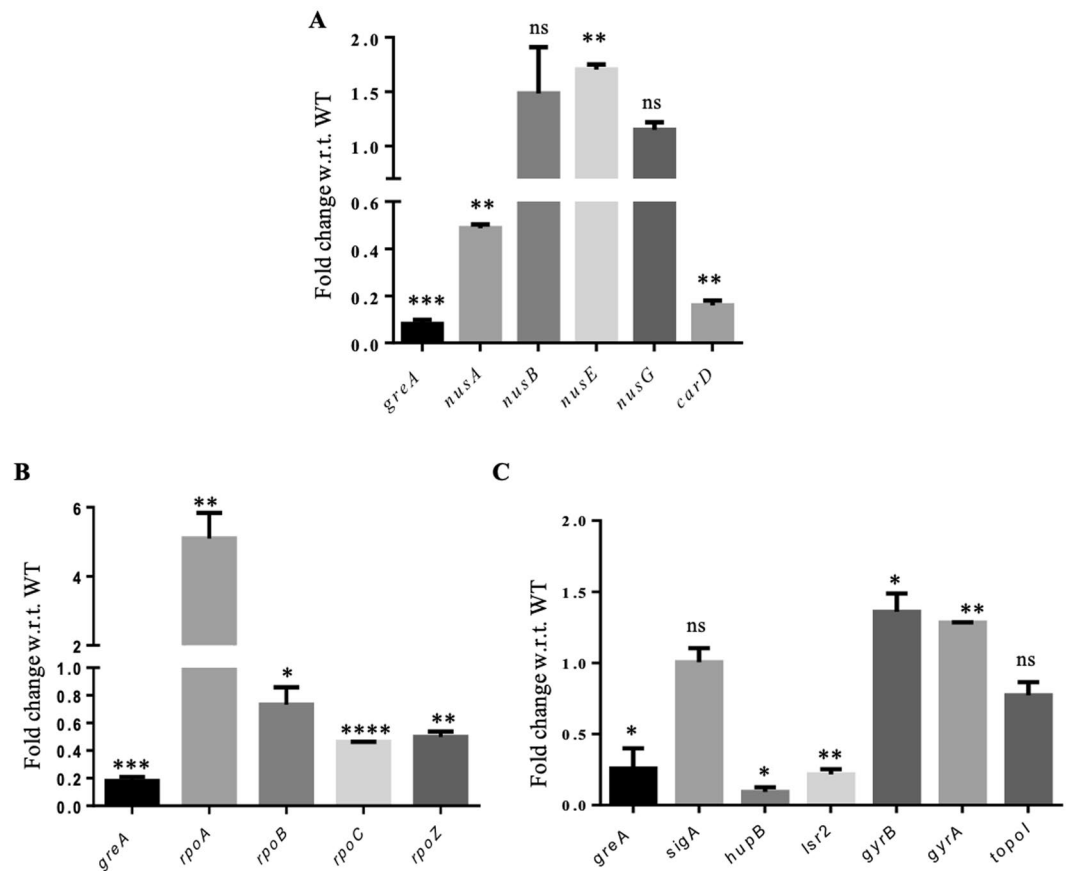 A
Fold change w.r.t. WT
2.0
1.5
1.0
0.6
0.4
0.2
0.0
***
**
ns
**
ns
**
greA
nusA
nusB
nusE
nusG
carD
B
Fold change w.r.t. WT
6
4
2
1.0
0.8
0.6
0.4
0.2
0.0
***
**
*
****
**
greA
rpoA
rpoB
rpoC
rpoZ
C
Fold change w.r.t. WT
2.0
1.5
1.0
0.5
0.0
*
ns
*
**
*
**
ns
greA
sigA
hupB
lsr2
gyrB
gyrA
topoI